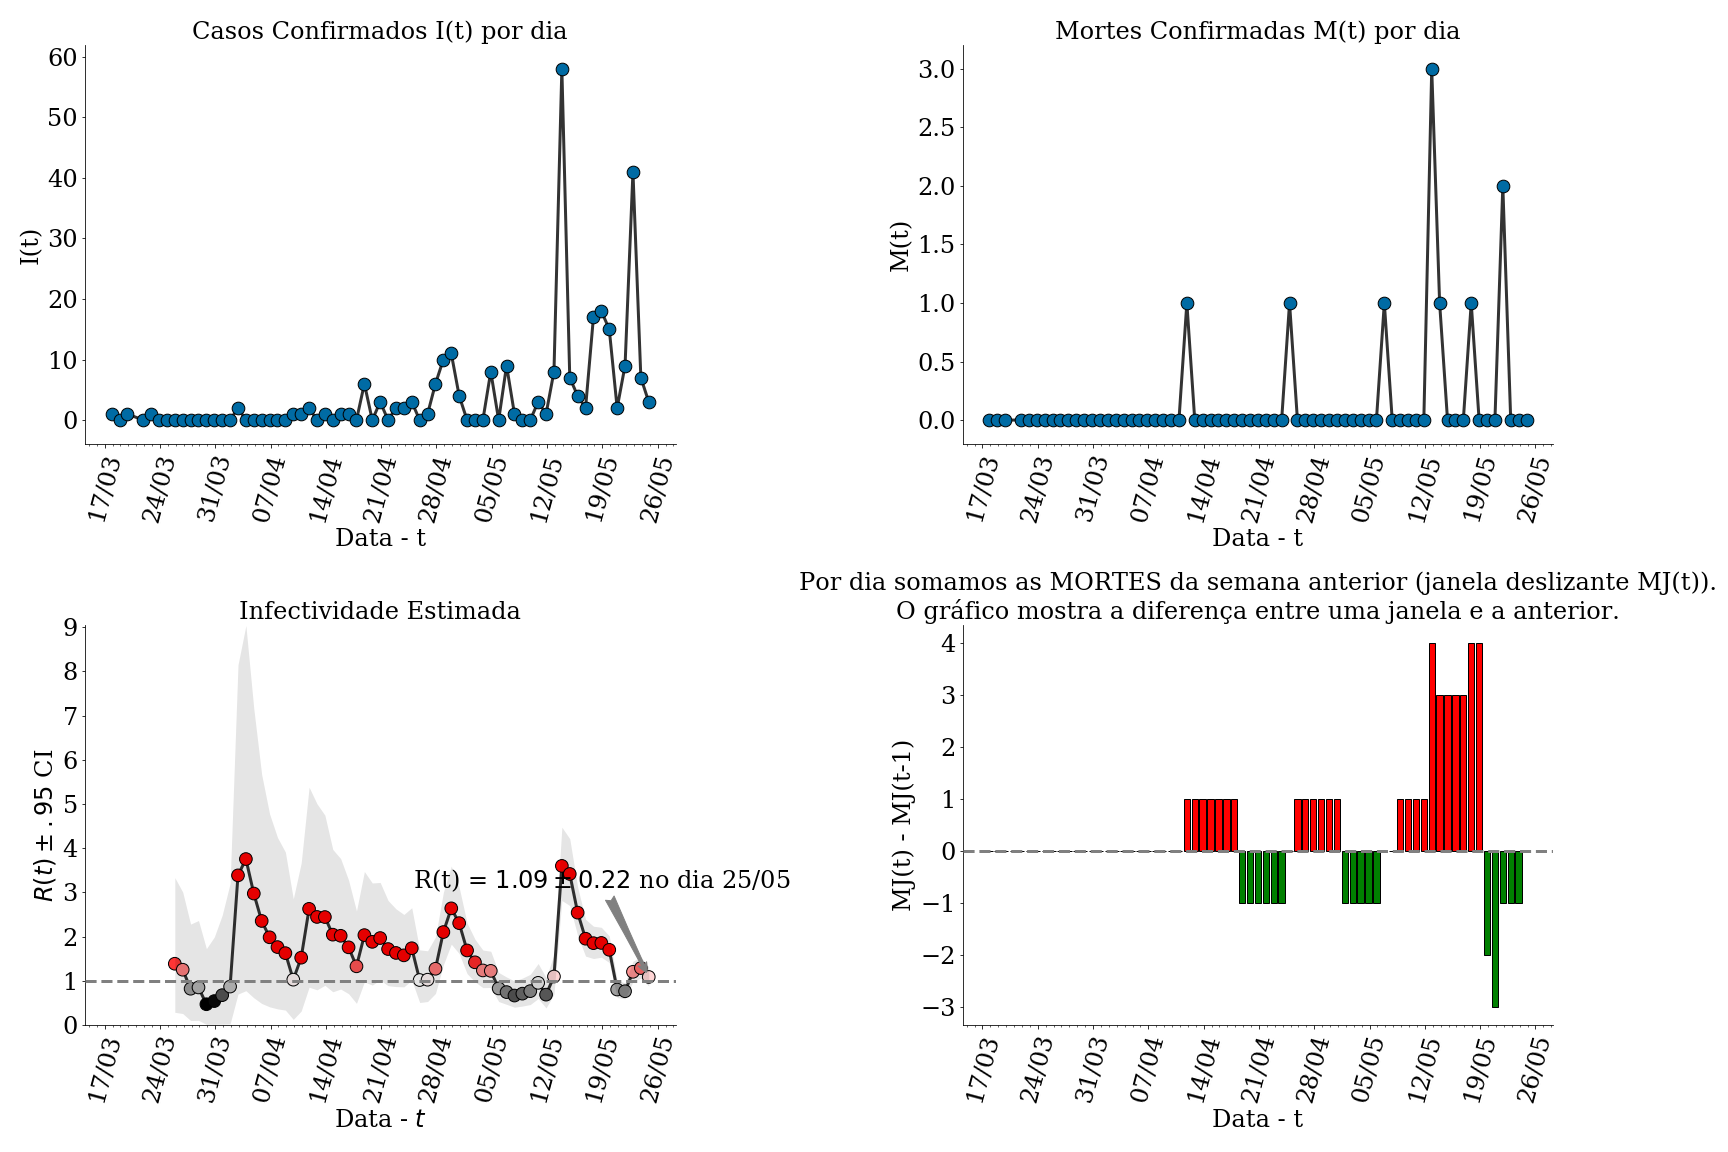 Casos Confirmados I(t) por dia
I(t)
60
50
40
30
20
10
0
17/03 24/03 31/03 07/04 14/04 21/04 28/04 05/05 12/05 19/05 26/05
Data - t
Mortes Confirmadas M(t) por dia
M(t)
3.0
2.5
2.0
1.5
1.0
0.5
0.0
17/03 24/03 31/03 07/04 14/04 21/04 28/04 05/05 12/05 19/05 26/05
Data - t
Infectividade Estimada
R(t) ± .95 CI
9
8
7
6
5
4
3
2
1
0
R(t) = 1.09 ± 0.22 no dia 25/05
17/03 24/03 31/03 07/04 14/04 21/04 28/04 05/05 12/05 19/05 26/05
Data - t
Por dia somamos as MORTES da semana anterior (janela deslizante MJ(t)).
O gráfico mostra a diferença entre uma janela e a anterior.
MJ(t) - MJ(t-1)
4
3
2
1
0
−1
−2
−3
17/03 24/03 31/03 07/04 14/04 21/04 28/04 05/05 12/05 19/05 26/05
Data - t